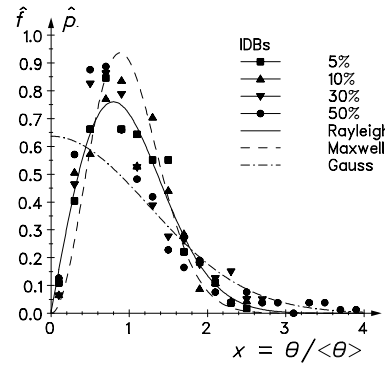 f̂ p̂.
1.0
0.9
0.8
0.7
0.6
0.5
0.4
0.3
0.2
0.1
0.0
IDBs
5%
10%
30%
50%
Rayleigh
Maxwell
Gauss
0 1 2 3 4
x = θ/<θ>